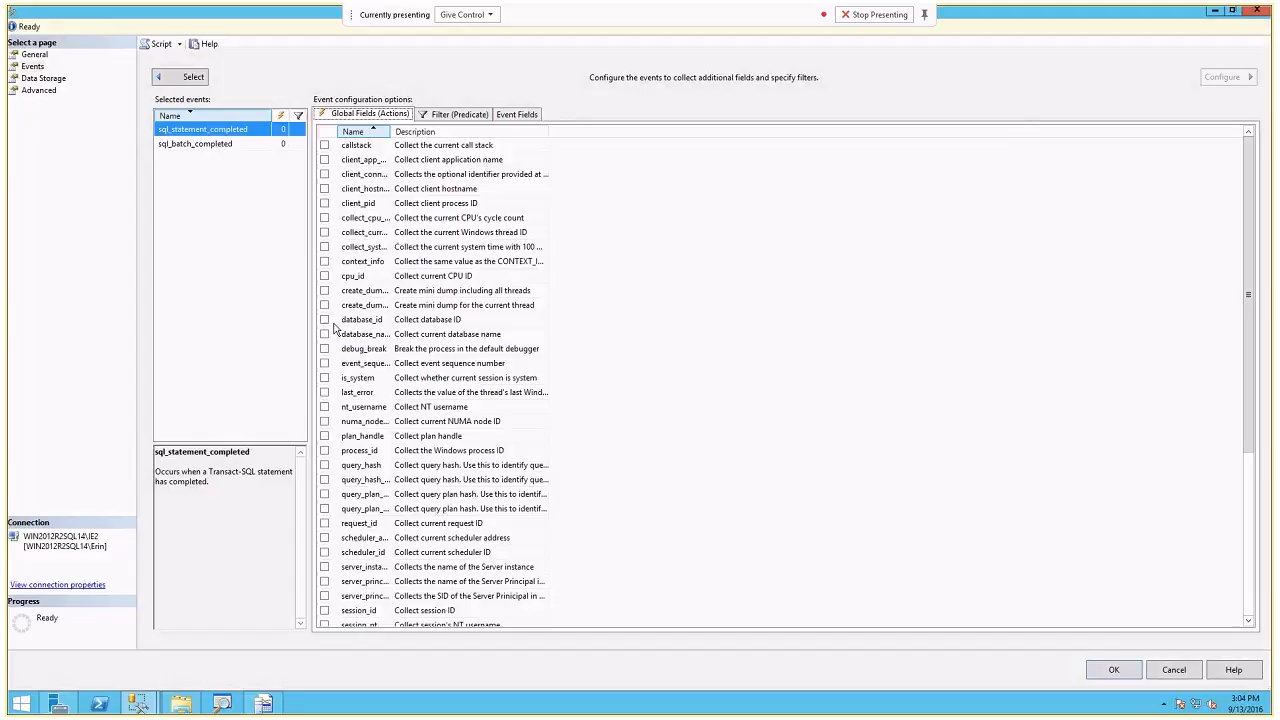 Currently presenting
Give Control
Stop Presenting
Ready
Select a page
General
Events
Data Storage
Advanced
Script
Help
Select
Configure the events to collect additional fields and specify filters.
Configure
Selected events:
Name
sql_statement_completed 0
sql_batch_completed 0
sql_statement_completed
Occurs when a Transact-SQL statement
has completed.
Event configuration options:
Global Fields (Actions) Filter (Predicate) Event Fields
Name Description
callstack Collect the current call stack
client_app_... Collect client application name
client_conn... Collects the optional identifier provided at ...
client_hostn... Collect client hostname
client_pid Collect client process ID
collect_cpu_... Collect the current CPU's cycle count
collect_curr... Collect the current Windows thread ID
collect_syst... Collect the current system time with 100 ...
context_info Collect the same value as the CONTEXT_I...
cpu_id Collect current CPU ID
create_dum... Create mini dump including all threads
create_dum... Create mini dump for the current thread
database_id Collect database ID
database_na... Collect current database name
debug_break Break the process in the default debugger
event_seque... Collect event sequence number
is_system Collect whether current session is system
last_error Collects the value of the thread's last Wind...
nt_username Collect NT username
numa_node... Collect current NUMA node ID
plan_handle Collect plan handle
process_id Collect the Windows process ID
query_hash Collect query hash. Use this to identify que...
query_hash_... Collect query hash. Use this to identify que...
query_plan_... Collect query plan hash. Use this to identif...
query_plan_... Collect query plan hash. Use this to identif...
request_id Collect current request ID
scheduler_a... Collect current scheduler address
scheduler_id Collect current scheduler ID
server_insta... Collects the name of the Server instance
server_princ... Collects the name of the Server Principal i...
server_princ... Collects the SID of the Server Prinicipal in ...
session_id Collect session ID
session_nt_ Collect session's NT username
Connection
WIN2012R2SQL14\IE2
[WIN2012R2SQL14\Erin]
View connection properties
Progress
Ready
OK
Cancel
Help
3:04 PM
9/13/2016